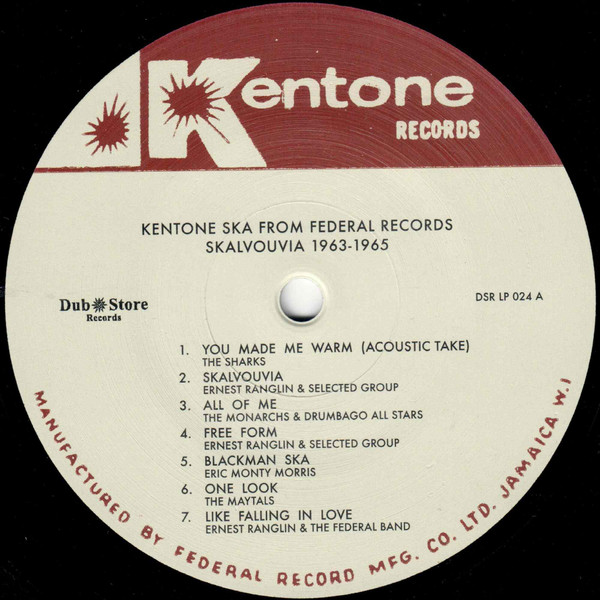 Kentone
RECORDS
KENTONE SKA FROM FEDERAL RECORDS
SKALVOUVIA 1963-1965
Dub Store
Records
DSR LP 024 A
1. YOU MADE ME WARM (ACOUSTIC TAKE)
THE SHARKS
2. SKALVOUVIA
ERNEST RANGLIN & SELECTED GROUP
3. ALL OF ME
THE MONARCHS & DRUMBAGO ALL STARS
4. FREE FORM
ERNEST RANGLIN & SELECTED GROUP
5. BLACKMAN SKA
ERIC MONTY MORRIS
6. ONE LOOK
THE MAYTALS
7. LIKE FALLING IN LOVE
ERNEST RANGLIN & THE FEDERAL BAND
MANUFACTURED BY FEDERAL RECORD MFG. CO. LTD. JAMAICA W.I